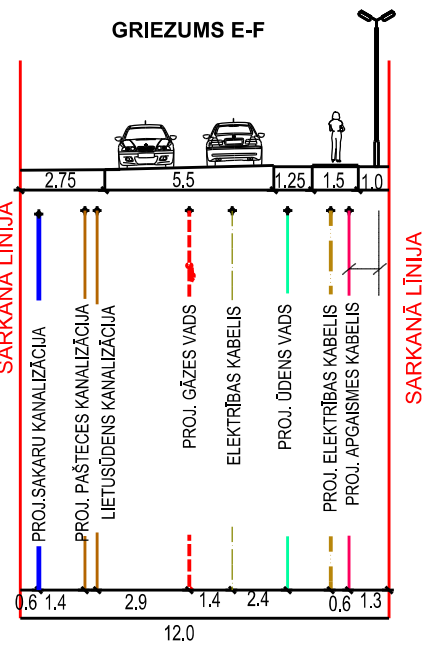 GRIEZUMS E-F
2.75 5.5 1.25 1.5 1.0
SARKANĀ LĪNIJA
PROJ.SAKARU KANALIZĀCIJA
PROJ. PAŠTECES KANALIZĀCIJA
LIETUSŪDENS KANALIZĀCIJA
PROJ. GĀZES VADS
ELEKTRĪBAS KABELIS
PROJ. ŪDENS VADS
PROJ. ELEKTRĪBAS KABELIS
PROJ. APGAISMES KABELIS
SARKANĀ LĪNIJA
0.6 1.4 2.9 1.4 2.4 0.6 1.3
12.0